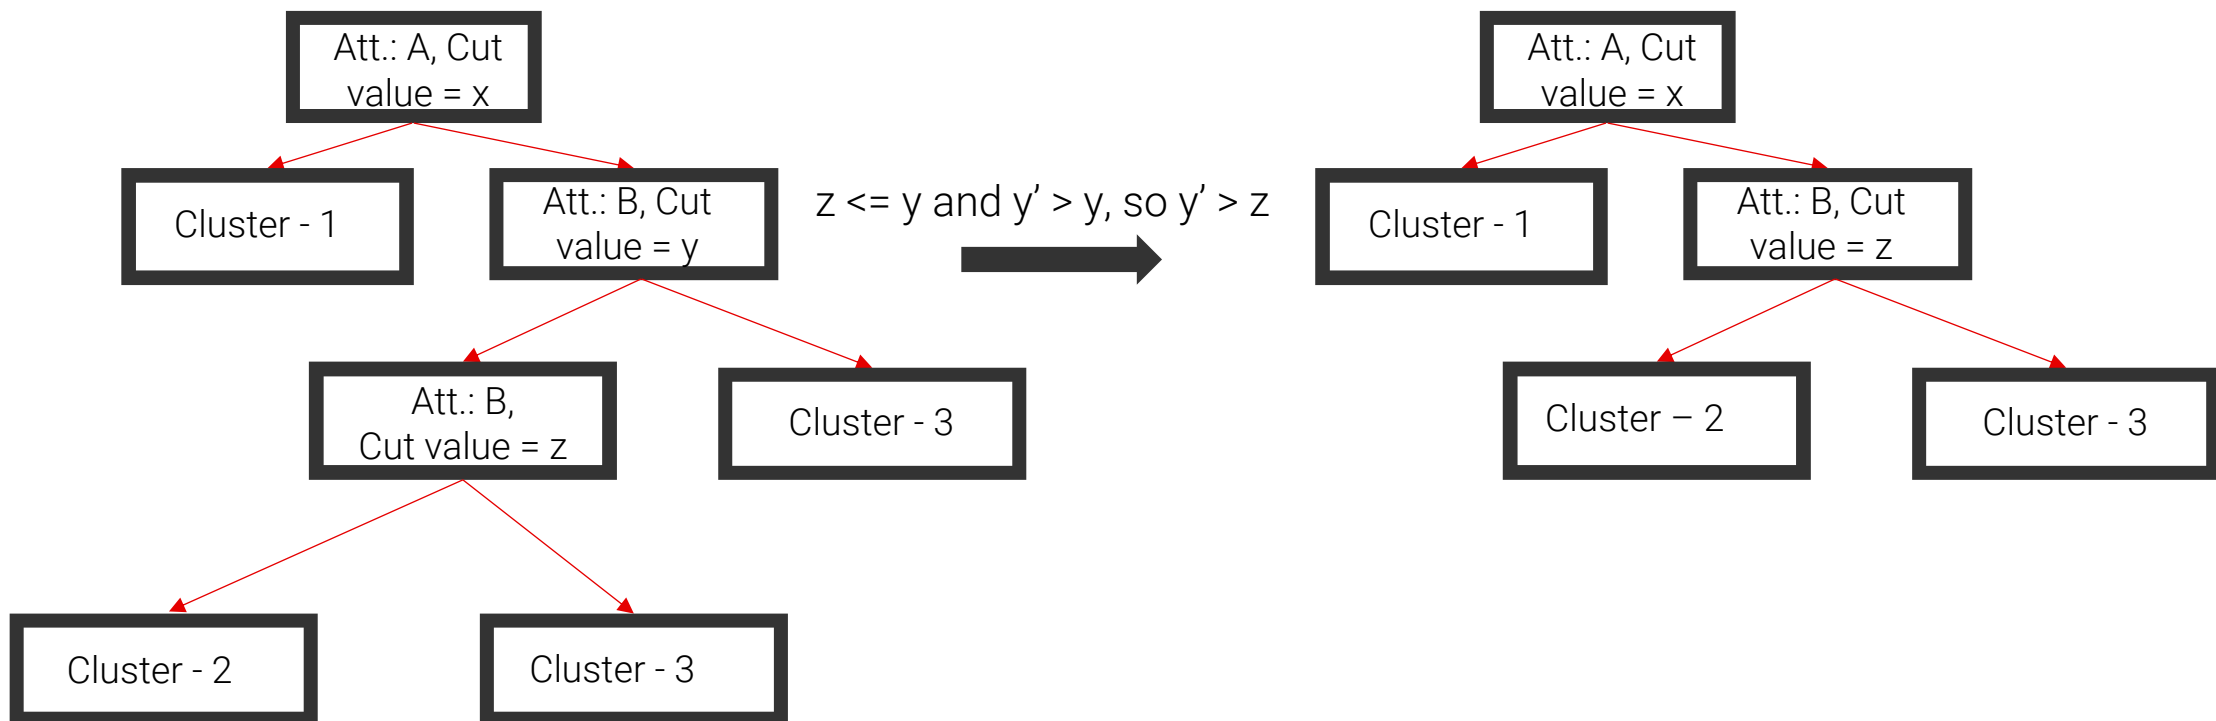 Att.: A, Cut
value = x
Cluster - 1
Att.: B, Cut
value = y
Att.: B,
Cut value = z
Cluster - 3
Cluster - 2
Cluster - 3
z <= y and y’ > y, so y’ > z
Att.: A, Cut
value = x
Cluster - 1
Att.: B, Cut
value = z
Cluster – 2
Cluster - 3